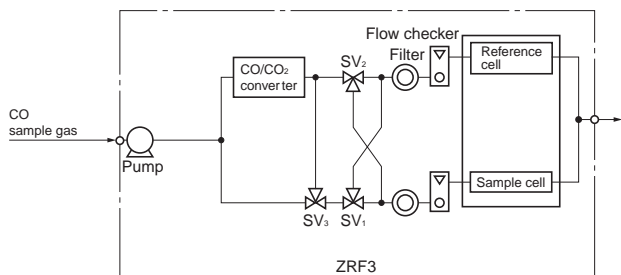 Flow checker
Filter
SV₂
Reference
cell
CO/CO₂
converter
CO
sample gas
Pump
Sample cell
SV₃
SV₁
ZRF3